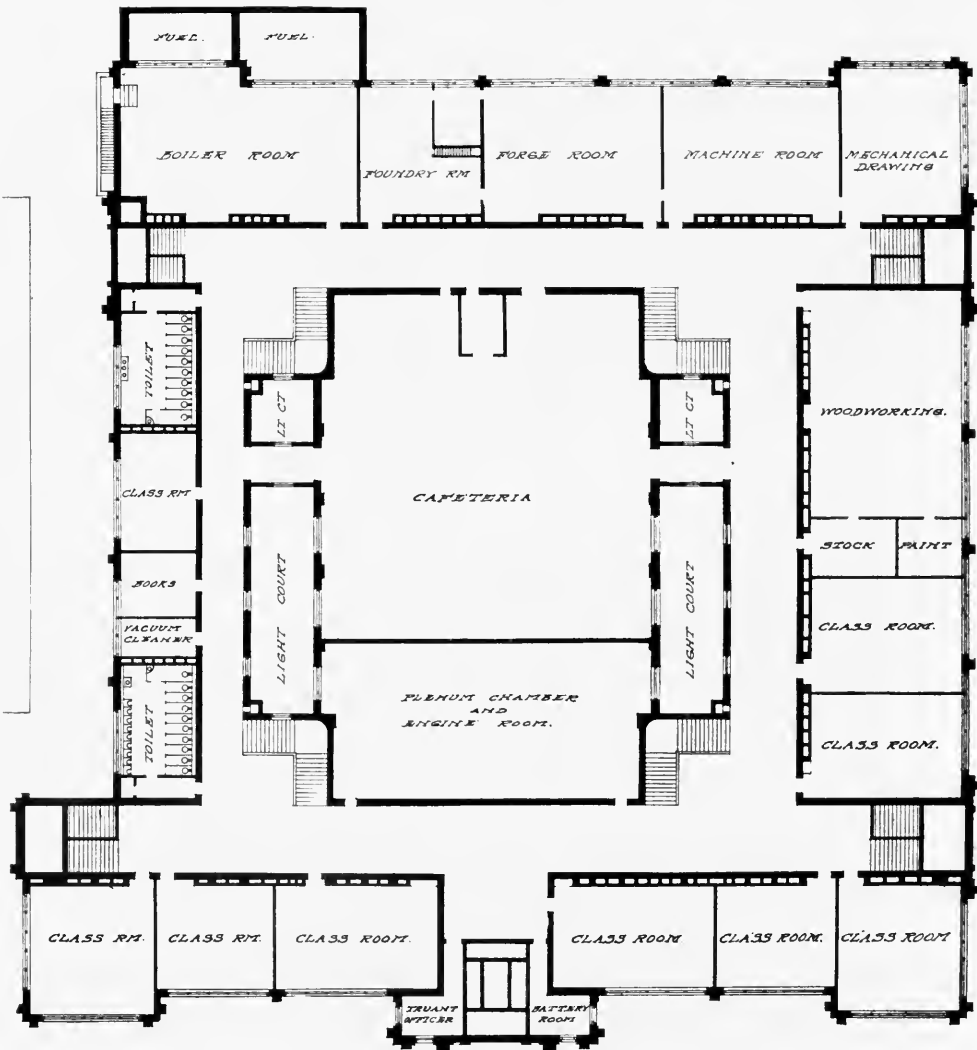 FUEL.
FUEL.
BOILER ROOM
FOUNDRY RM
FORGE ROOM
MACHINE ROOM
MECHANICAL
DRAWING
TOILET
LT CT
LT CT
WOODWORKING.
CLASS RM
CAFETERIA
STOCK
PAINT
BOOKS
LIGHT COURT
LIGHT COURT
VACUUM
CLEANER
CLASS ROOM.
TOILET
PLENUM CHAMBER
AND
ENGINE ROOM.
CLASS ROOM.
CLASS RM.
CLASS RM.
CLASS ROOM.
CLASS ROOM
CLASS ROOM.
CLASS ROOM
TRUANT
OFFICER
BATTERY
ROOM